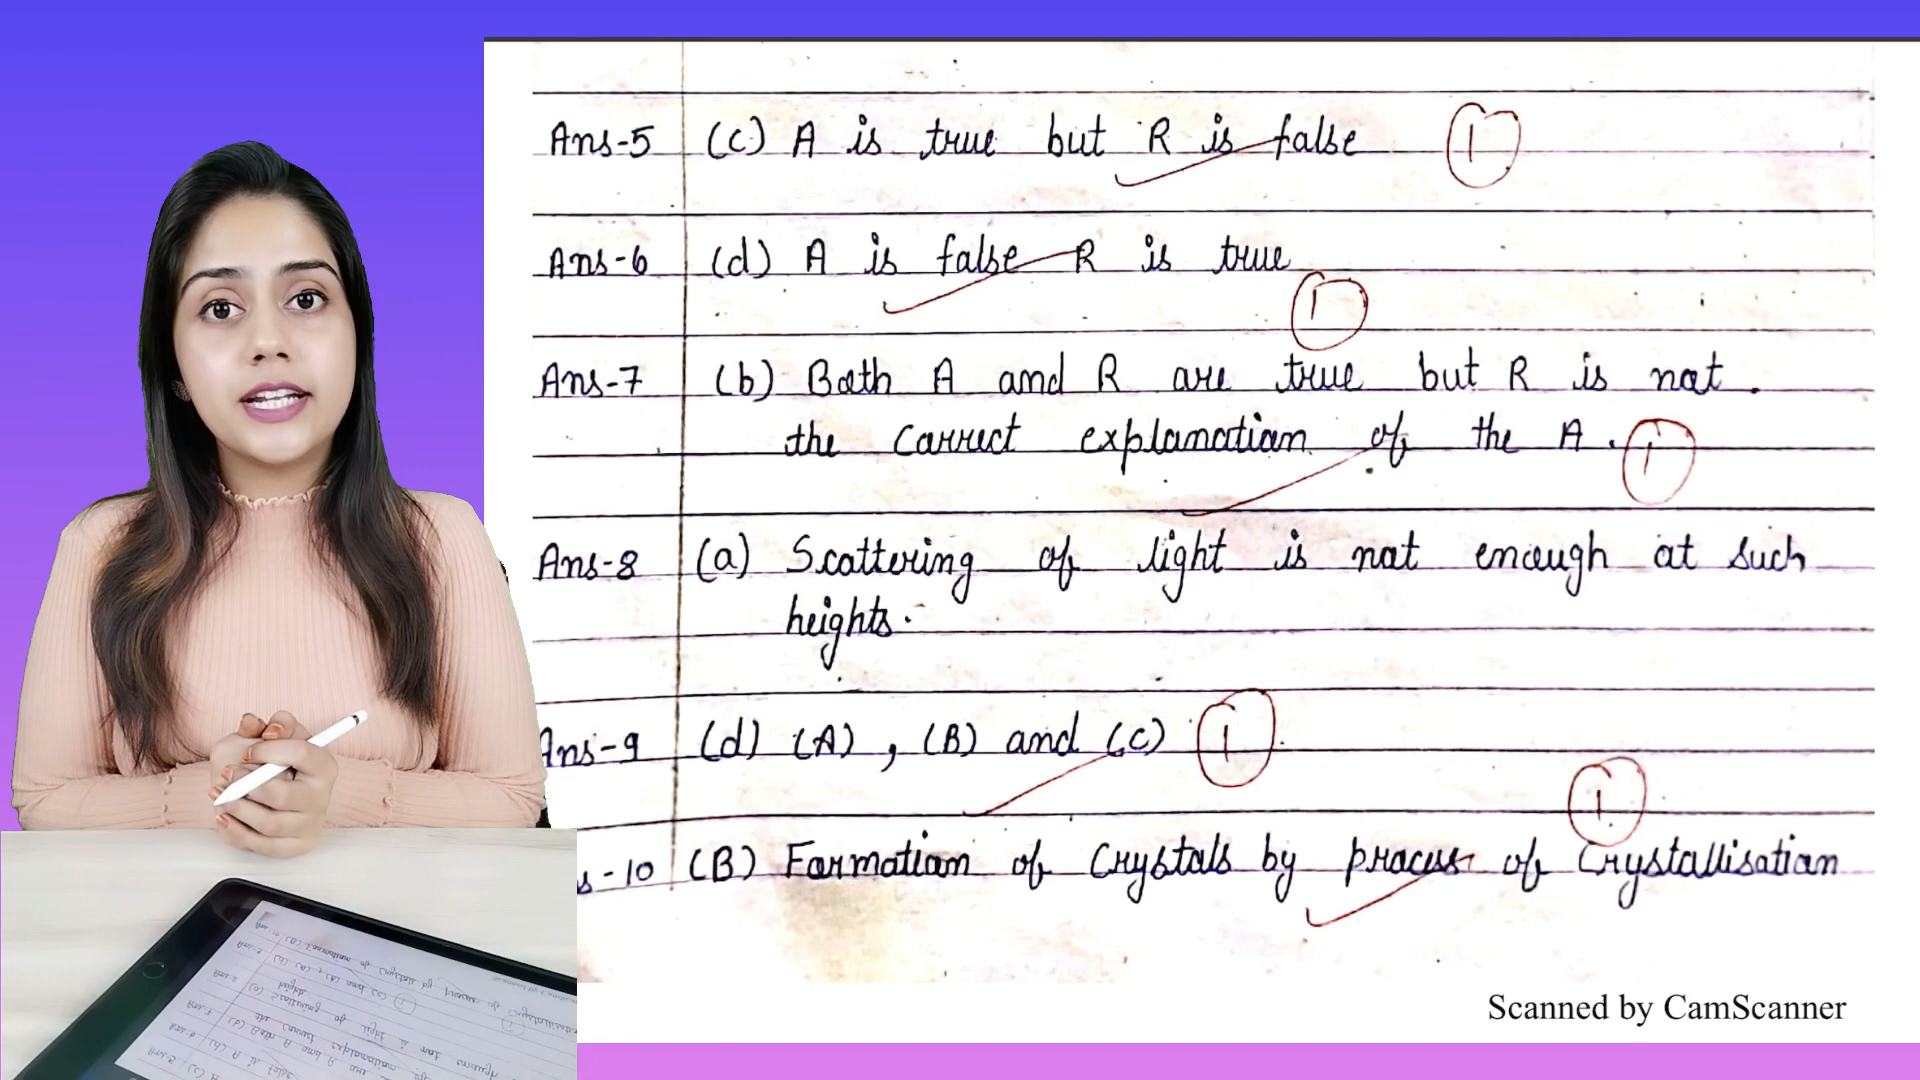 Ans-5 (c) A is true but R is false 1
Ans-6 (d) A is false R is true
1
Ans-7 (b) Both A and R are true but R is not
the correct explanation of the A. 1
Ans-8 (a) Scattering of light is not enough at such
heights.
Ans-9 (d) (A), (B) and (C) 1
1
s-10 (B) Formation of Crystals by process of Crystallisation
Scanned by CamScanner